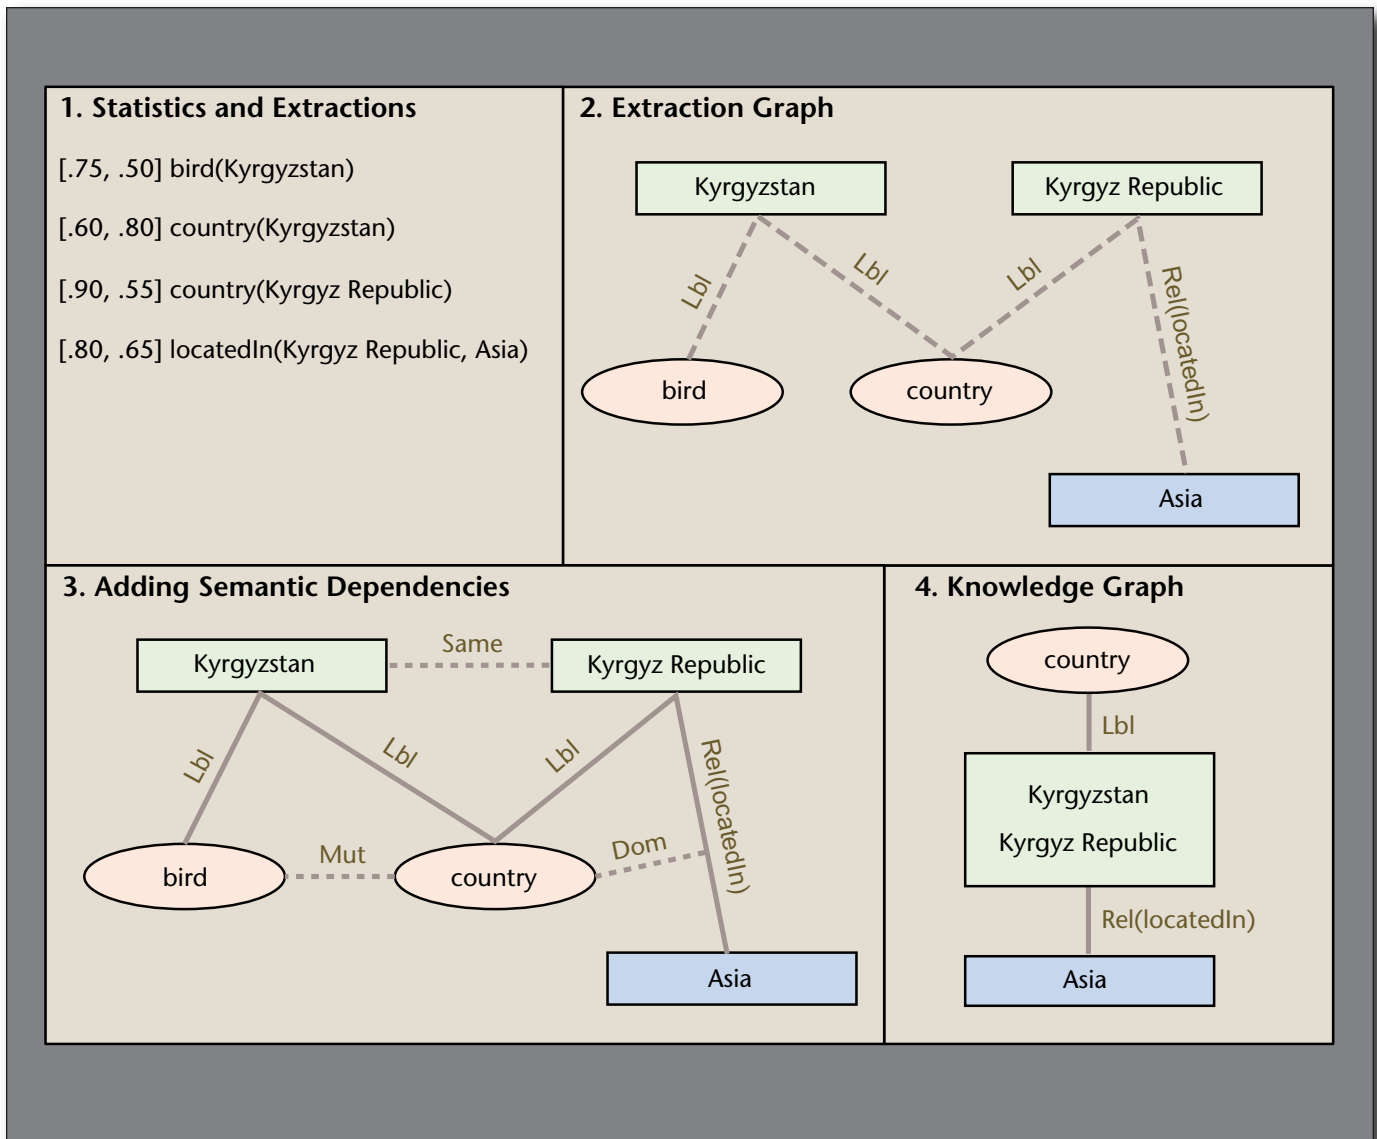 1. Statistics and Extractions
[.75, .50] bird(Kyrgyzstan)
[.60, .80] country(Kyrgyzstan)
[.90, .55] country(Kyrgyz Republic)
[.80, .65] locatedIn(Kyrgyz Republic, Asia)
2. Extraction Graph
Kyrgyzstan
Kyrgyz Republic
Lbl
Lbl
Lbl
Rel(locatedIn)
bird
country
Asia
3. Adding Semantic Dependencies
Same
Kyrgyzstan
Kyrgyz Republic
Lbl
Lbl
Lbl
Rel(locatedIn)
Mut
Dom
bird
country
Asia
4. Knowledge Graph
country
Lbl
Kyrgyzstan
Kyrgyz Republic
Rel(locatedIn)
Asia